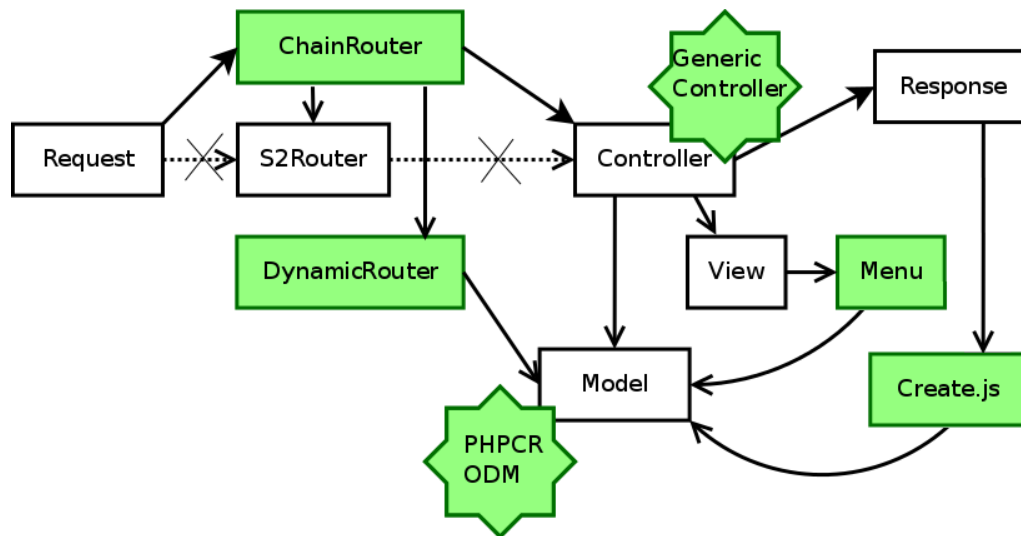 ChainRouter
Generic
Controller
Response
Request
S2Router
Controller
DynamicRouter
View
Menu
Model
Create.js
PHPCR
ODM